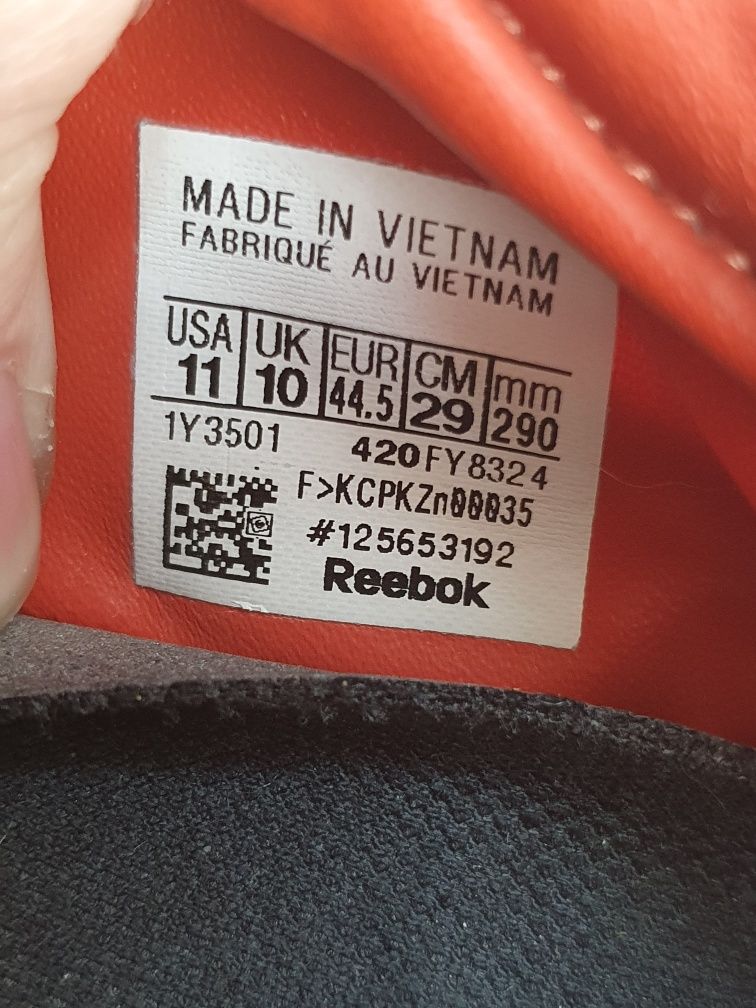 MADE IN VIETNAM
FABRIQUÉ AU VIETNAM
USA UK EUR CM mm
11 10 44.5 29 290
1Y3501 420FY8324
F>KCPKZn00035
#125653192
Reebok